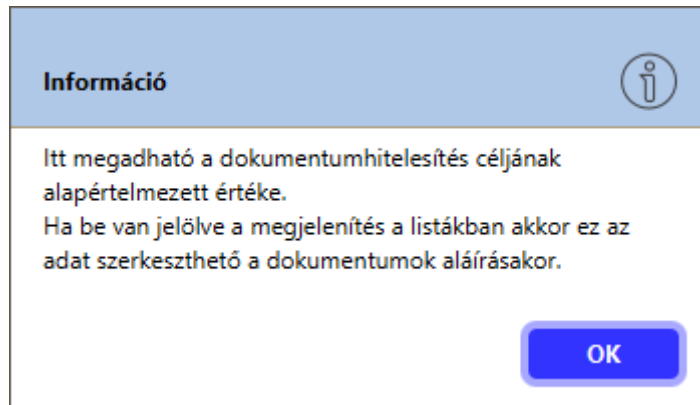 Információ
Itt megadható a dokumentumhitelesítés céljának
alapértelmezett értéke.
Ha be van jelölve a megjelenítés a listákban akkor ez az
adat szerkeszthető a dokumentumok aláírásakor.
OK